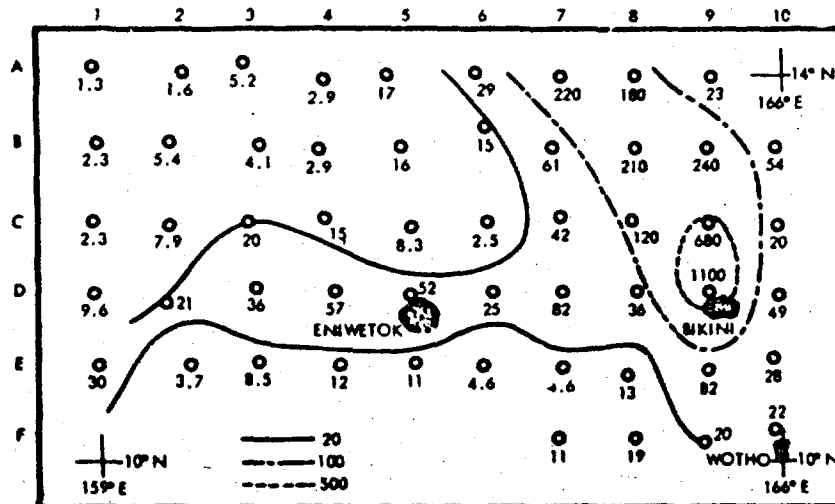 1 2 3 4 5 6 7 8 9 10
A 1.3 1.6 5.2 2.9 17 29 220 180 23 14° N
166° E
B 2.3 5.4 4.1 2.9 16 15 61 210 240 54
C 2.3 7.9 20 15 8.3 2.5 42 120 680 20
1100
D 9.6 21 36 57 52 25 82 36 49
ENIWETOK BIKINI
E 30 3.7 8.5 12 11 4.6 4.6 13 82 28
F 11 19 20 22
10° N 20 WOTHO 10° N
159° E 100 166° E
500